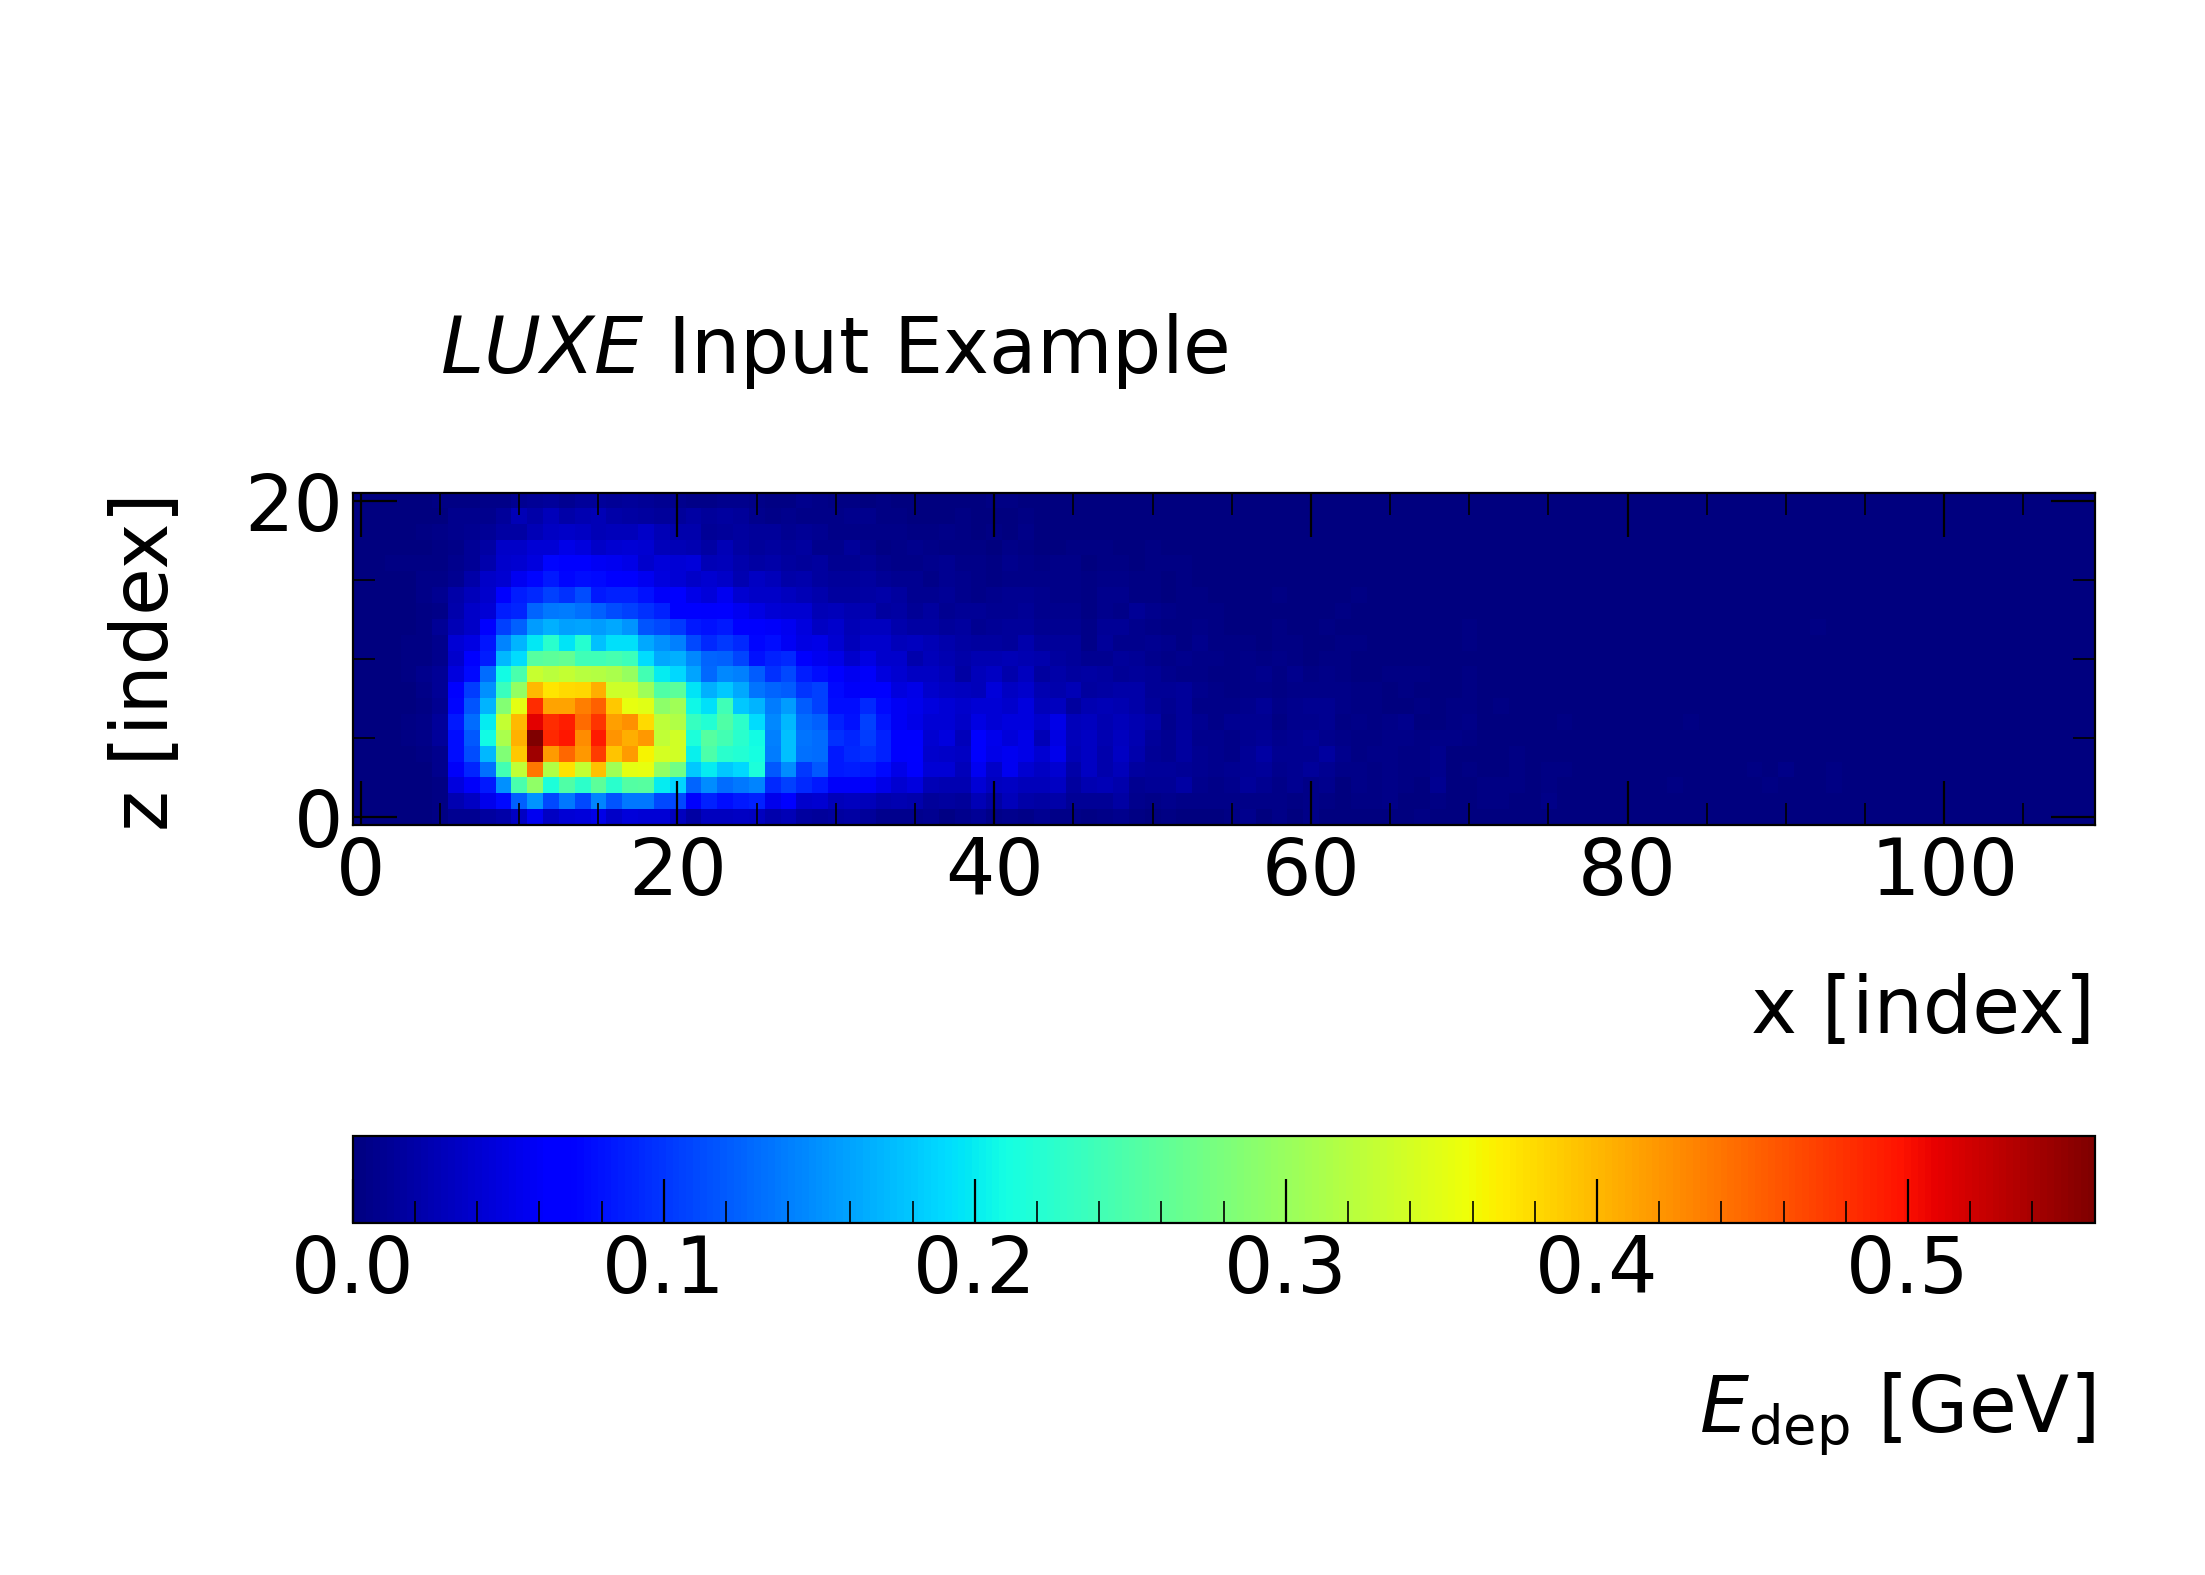 LUXE Input Example
z [index]
20
0
0 20 40 60 80 100
x [index]
0.0 0.1 0.2 0.3 0.4 0.5
Edep [GeV]